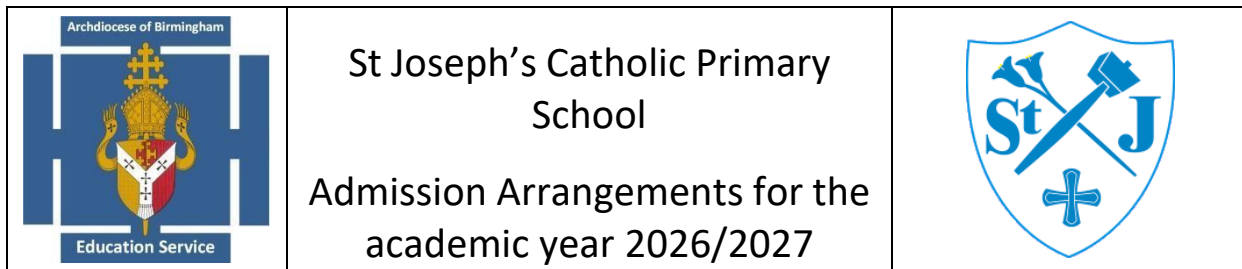 Archdiocese of Birmingham
Education Service
St Joseph’s Catholic Primary
School
Admission Arrangements for the
academic year 2026/2027
St J